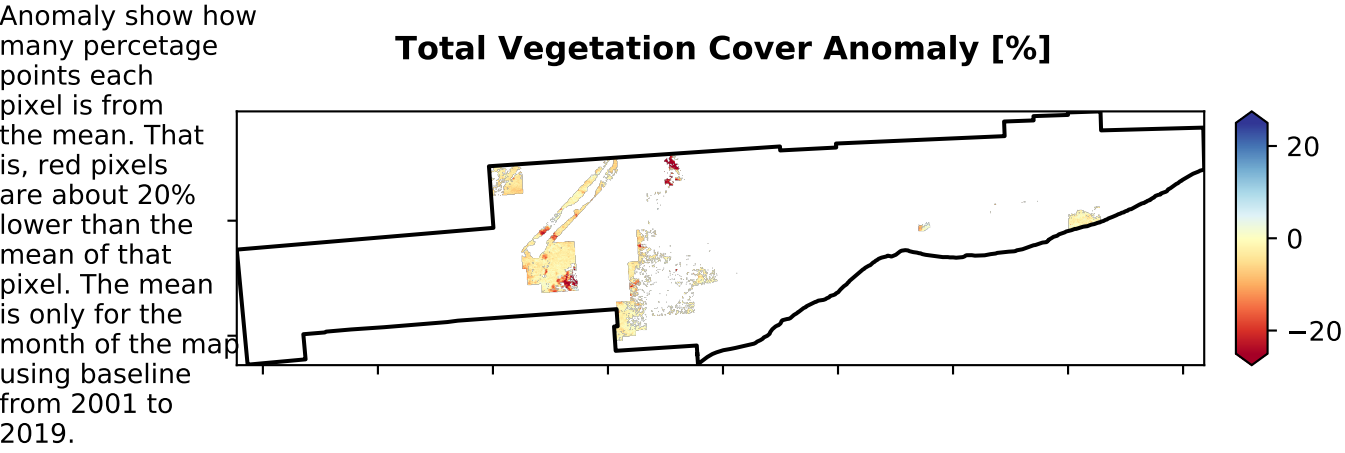 Anomaly show how
many percetage
points each
pixel is from
the mean. That
is, red pixels
are about 20%
lower than the
mean of that
pixel. The mean
is only for the
month of the map
using baseline
from 2001 to
2019.
Total Vegetation Cover Anomaly [%]
20
0
−20